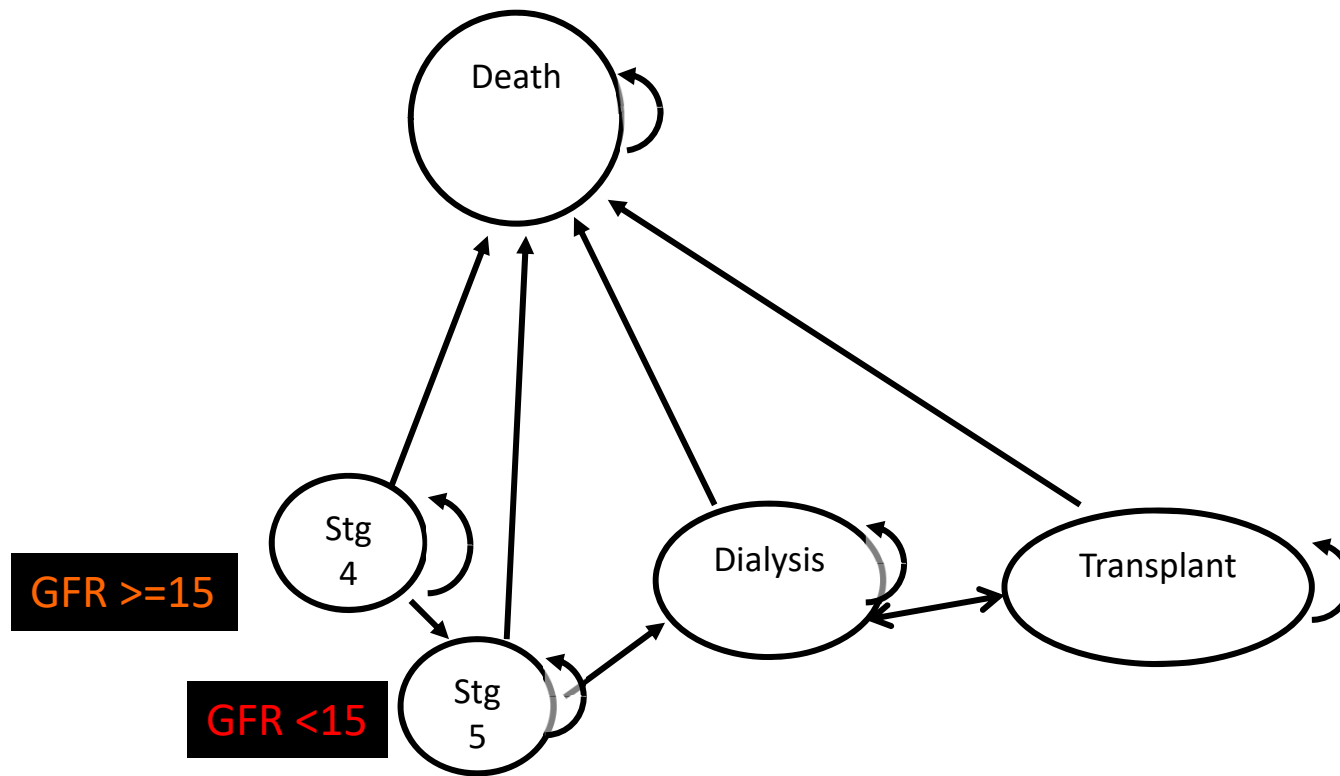 Death
Stg
4
Dialysis
Transplant
GFR >=15
Stg
5
GFR <15